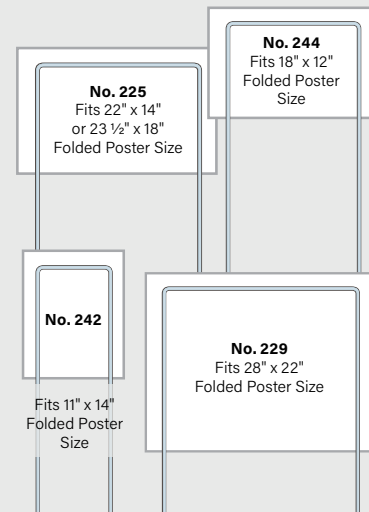 No. 244
Fits 18" x 12"
Folded Poster
Size
No. 225
Fits 22" x 14"
or 23 ½" x 18"
Folded Poster Size
No. 242
Fits 11" x 14"
Folded Poster
Size
No. 229
Fits 28" x 22"
Folded Poster Size